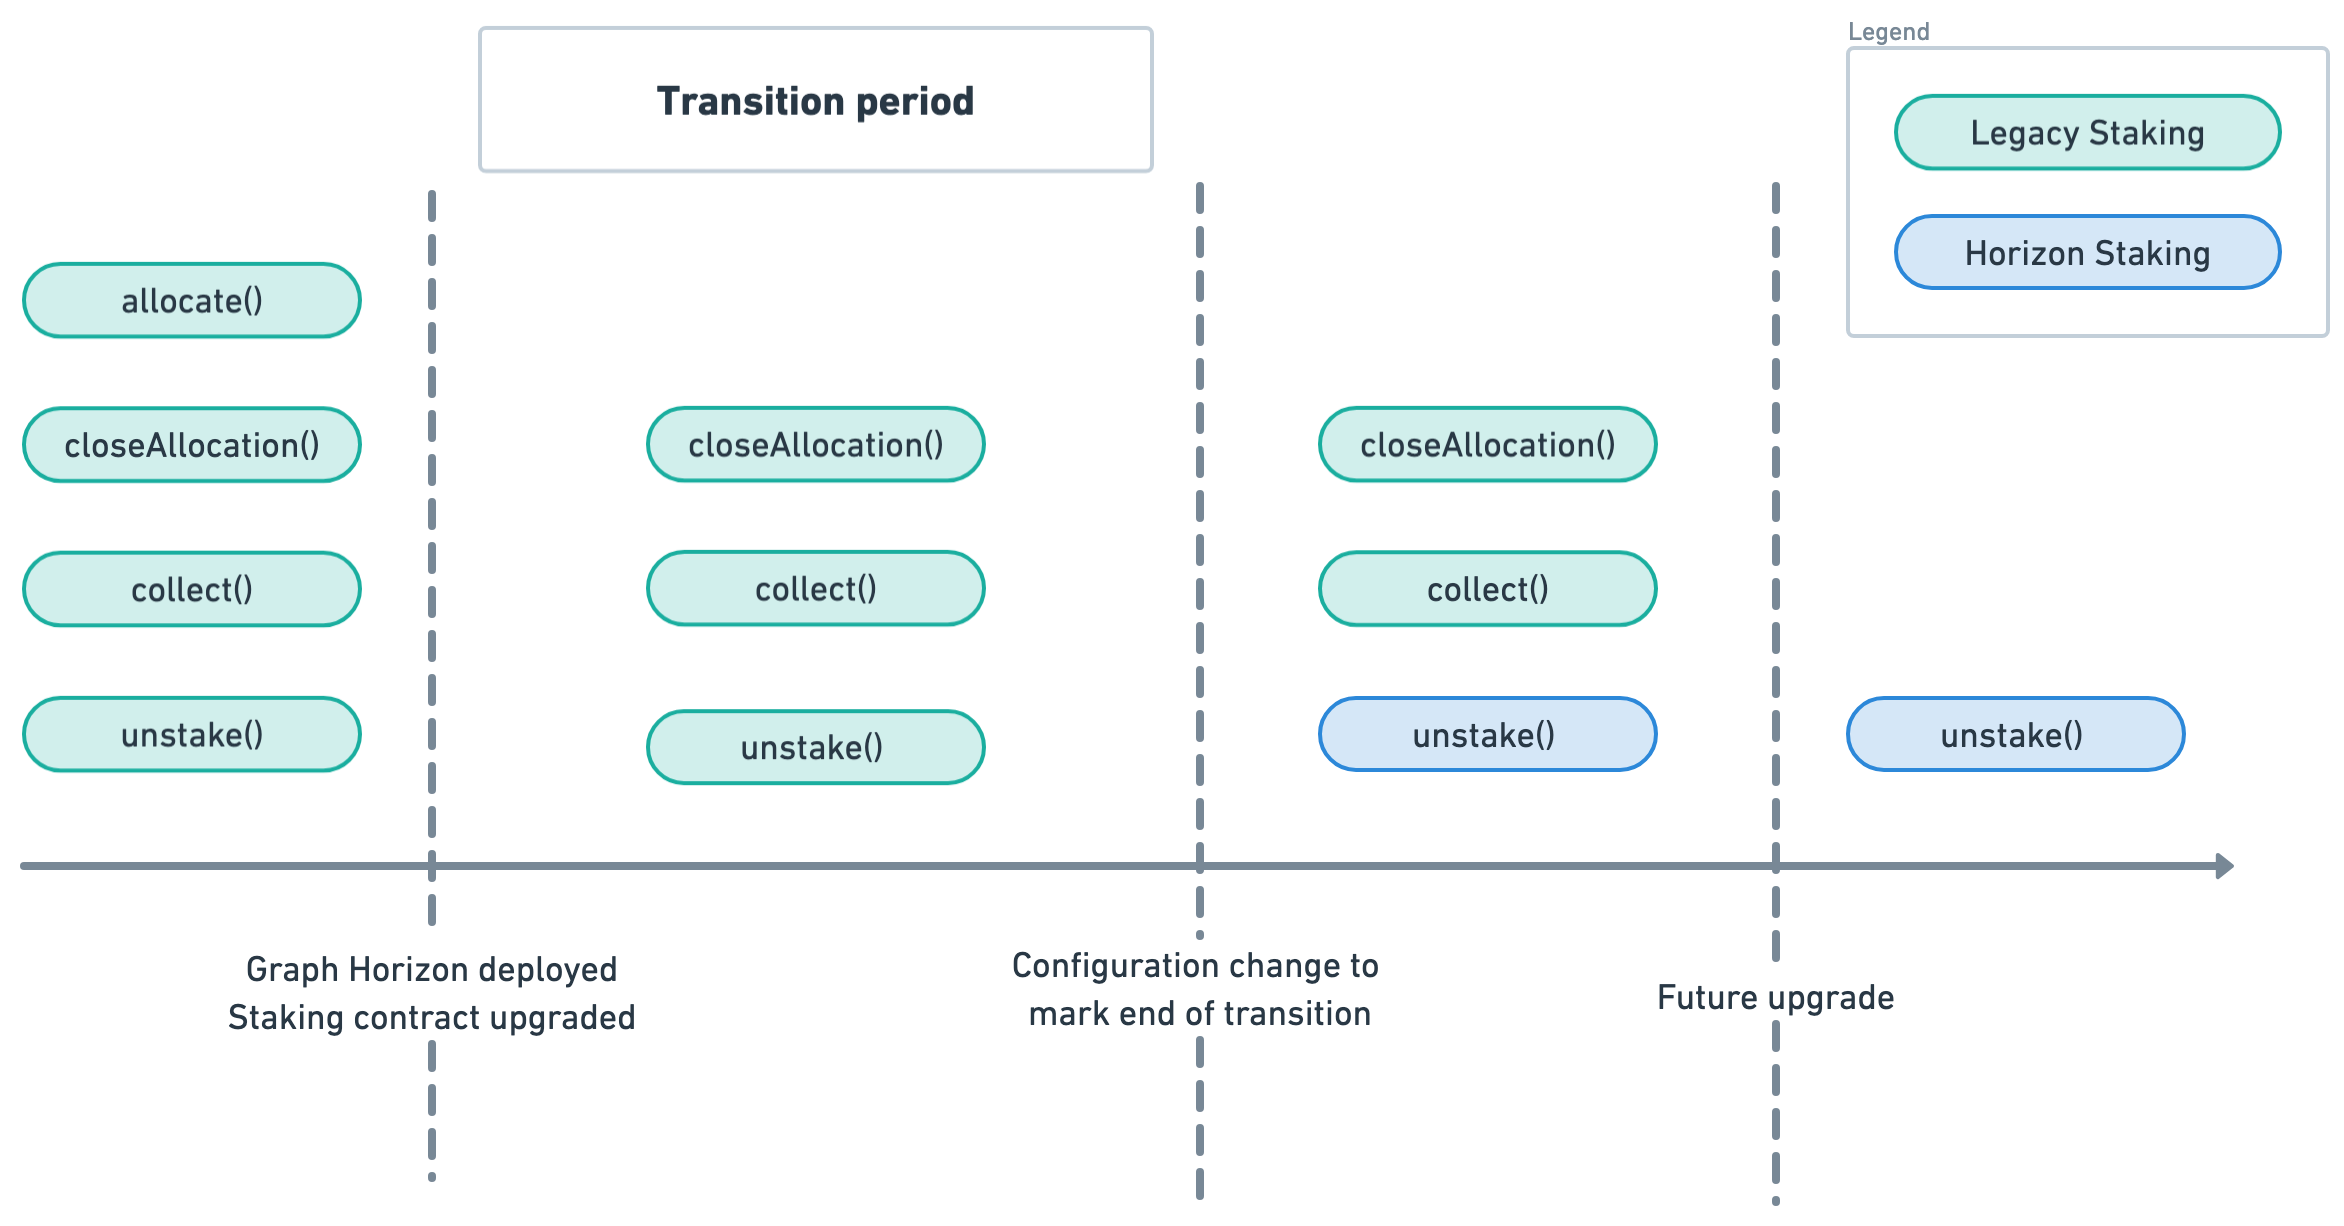 Legend
Transition period
Legacy Staking
Horizon Staking
allocate()
closeAllocation()
closeAllocation()
closeAllocation()
collect()
collect()
collect()
unstake()
unstake()
unstake()
unstake()
Graph Horizon deployed
Staking contract upgraded
Configuration change to
mark end of transition
Future upgrade